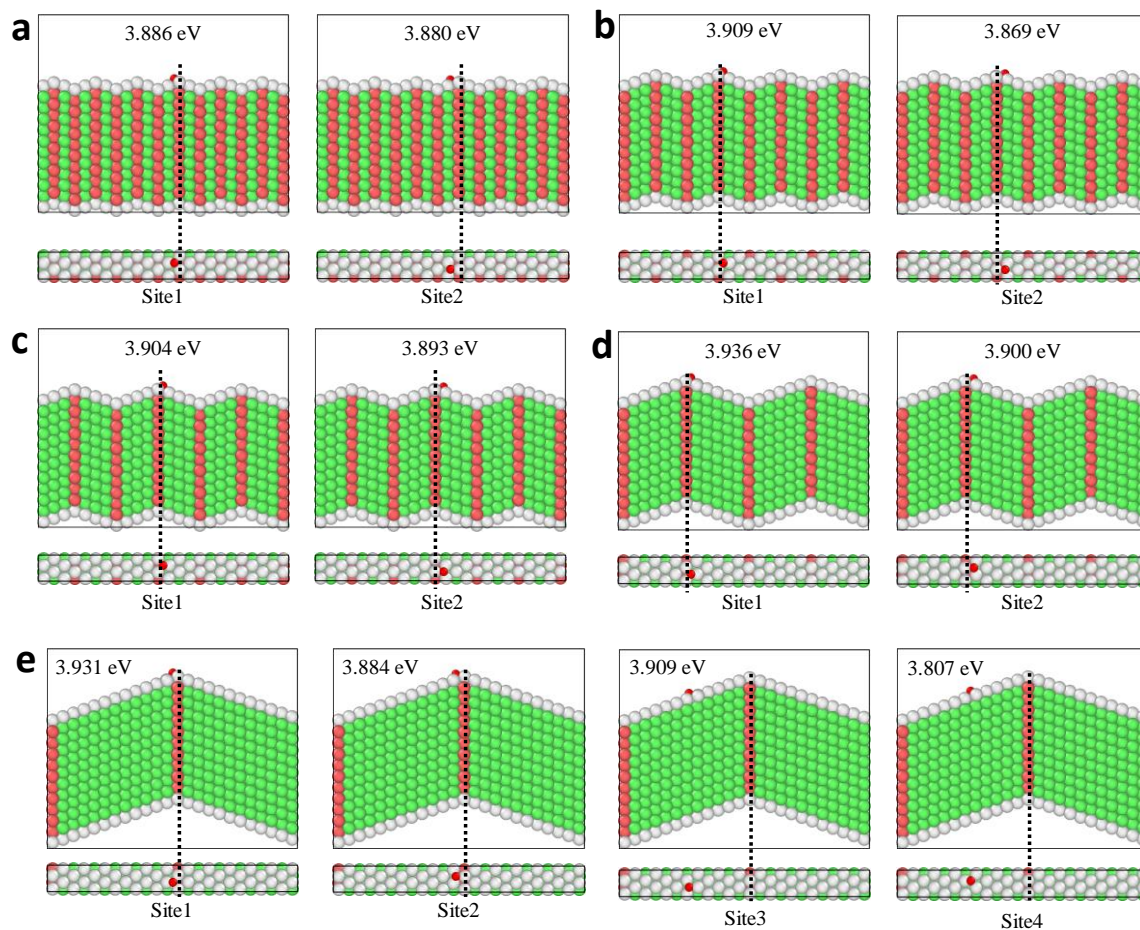 a
3.886 eV
3.880 eV
Site1
Site2
b
3.909 eV
3.869 eV
Site1
Site2
c
3.904 eV
3.893 eV
Site1
Site2
d
3.936 eV
3.900 eV
Site1
Site2
e
3.931 eV
3.884 eV
3.909 eV
3.807 eV
Site1
Site2
Site3
Site4